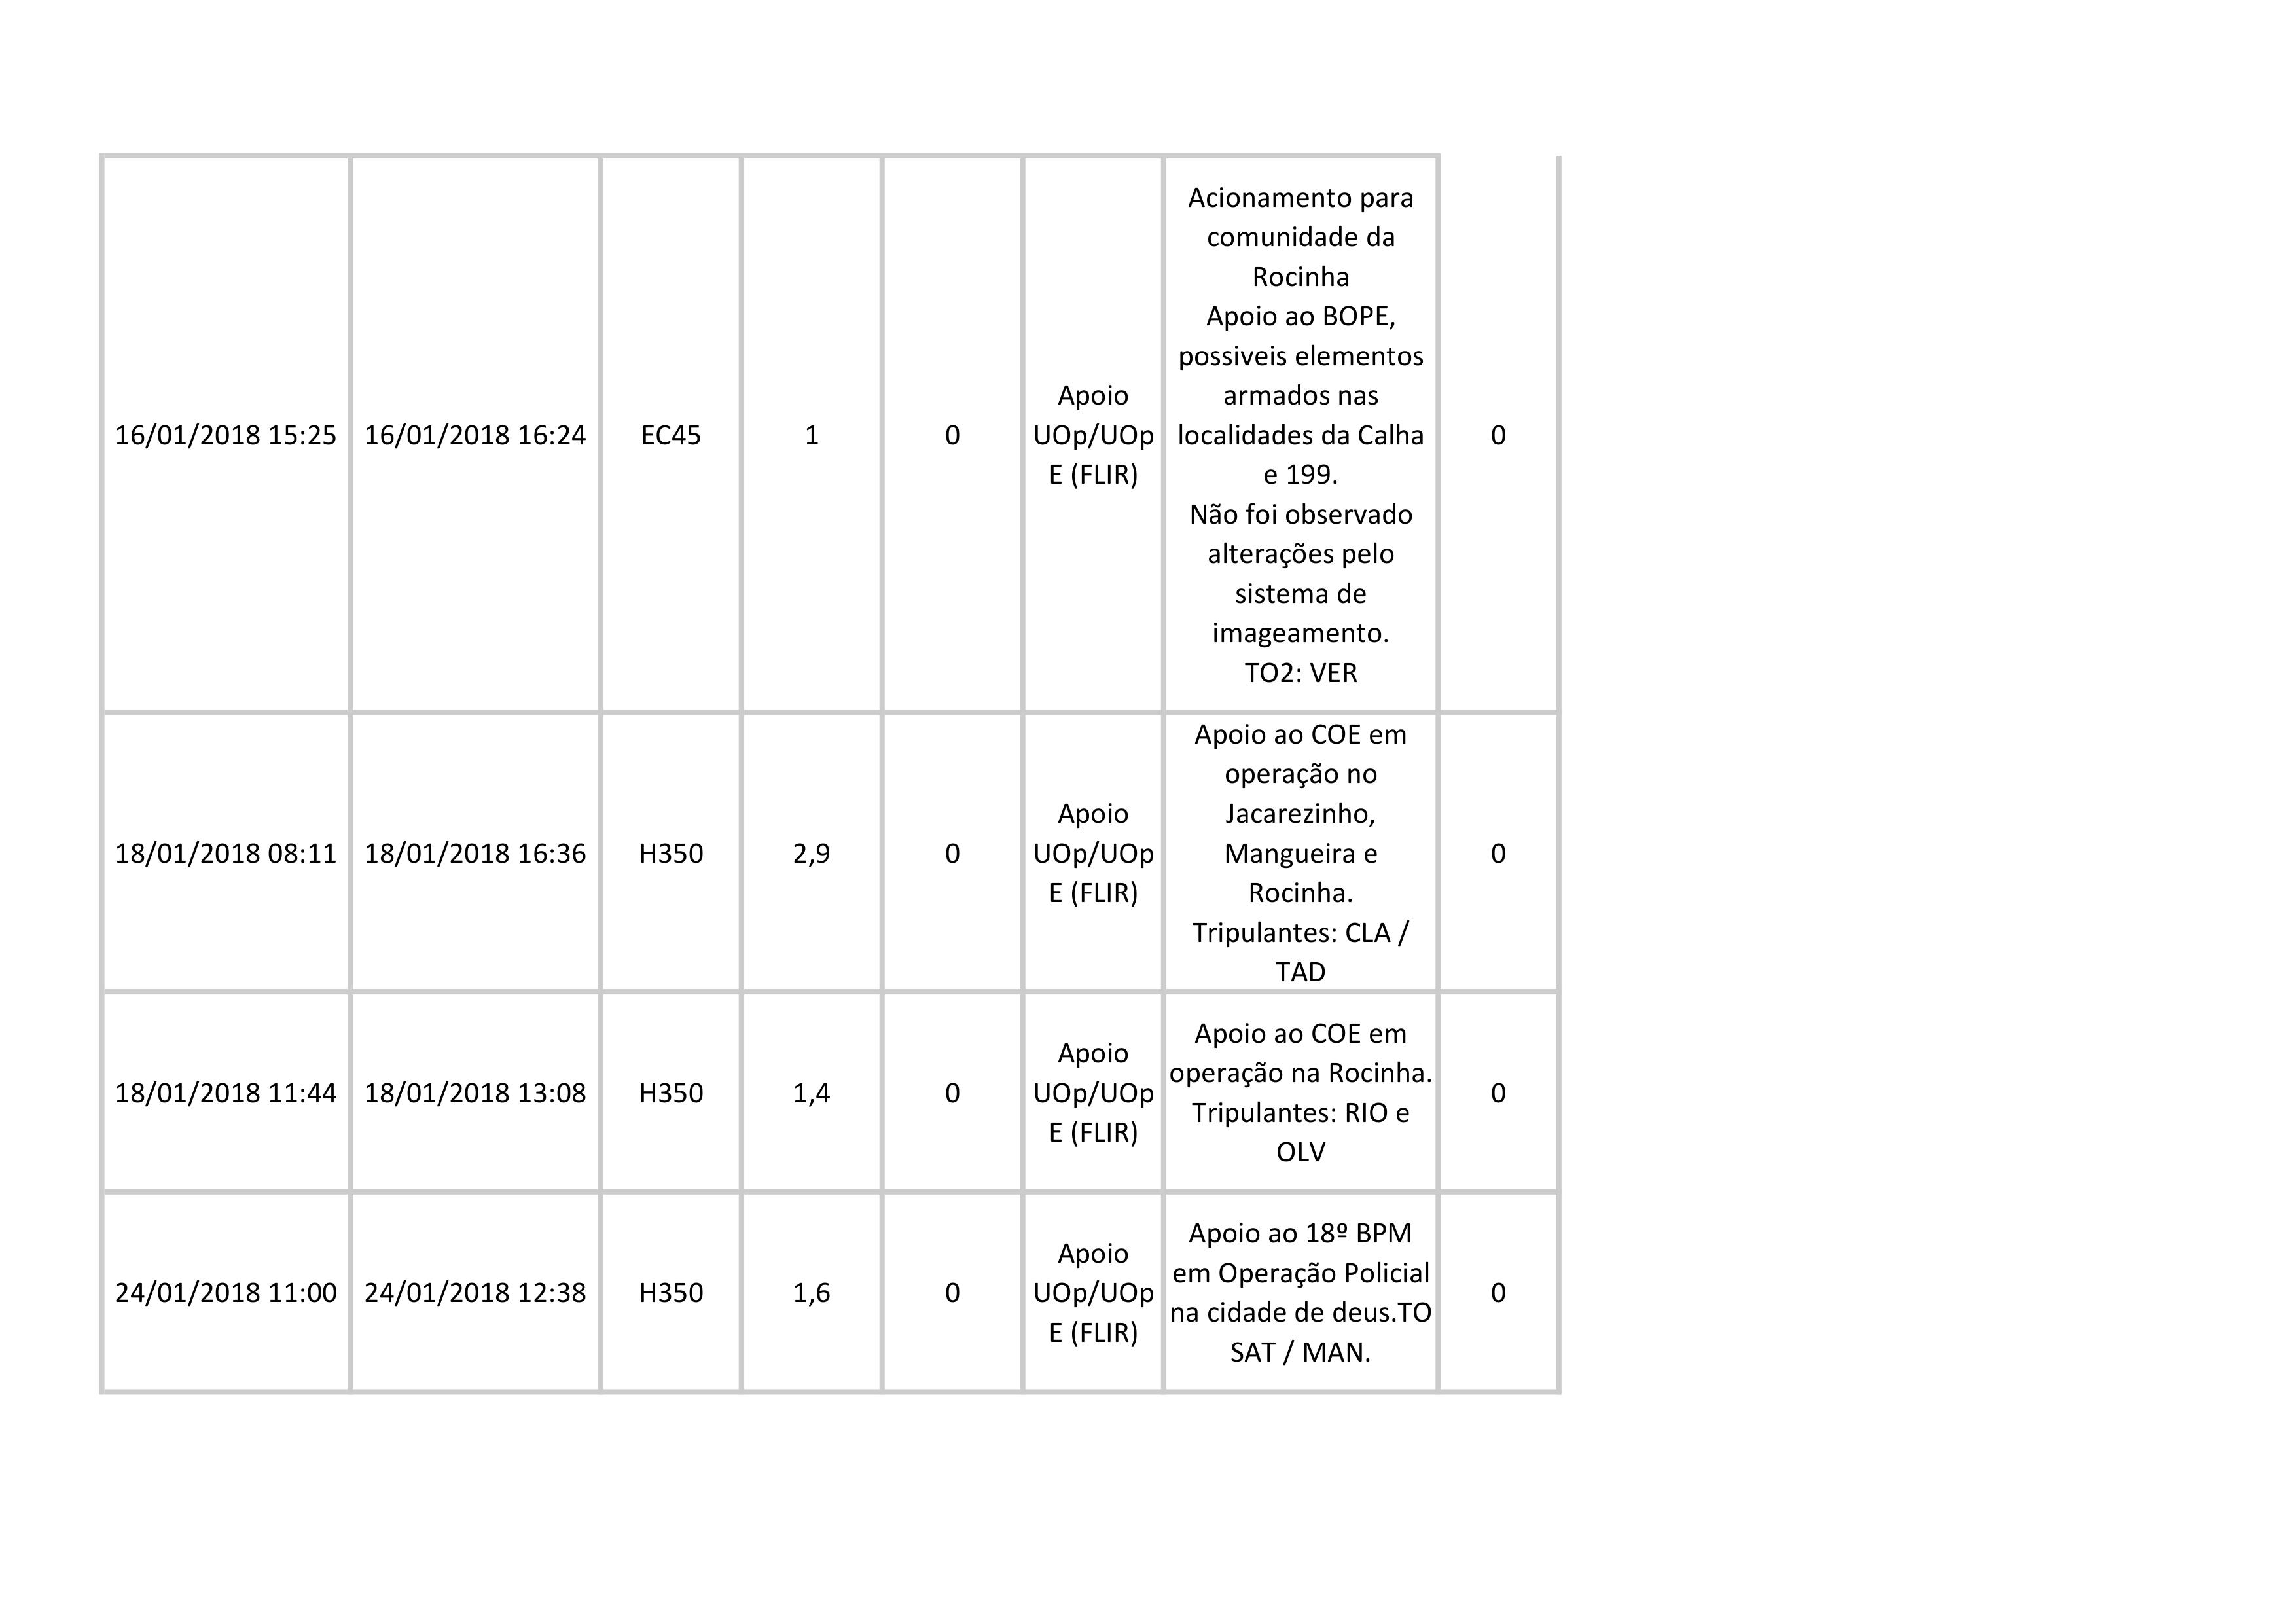 16/01/2018 15:25
16/01/2018 16:24
EC45
1
0
Apoio
UOp/UOp
E (FLIR)
Acionamento para
comunidade da
Rocinha
Apoio ao BOPE,
possiveis elementos
armados nas
localidades da Calha
e 199.
Não foi observado
alterações pelo
sistema de
imageamento.
TO2: VER
0
18/01/2018 08:11
18/01/2018 16:36
H350
2,9
0
Apoio
UOp/UOp
E (FLIR)
Apoio ao COE em
operação no
Jacarezinho,
Mangueira e
Rocinha.
Tripulantes: CLA /
TAD
0
18/01/2018 11:44
18/01/2018 13:08
H350
1,4
0
Apoio
UOp/UOp
E (FLIR)
Apoio ao COE em
operação na Rocinha.
Tripulantes: RIO e
OLV
0
24/01/2018 11:00
24/01/2018 12:38
H350
1,6
0
Apoio
UOp/UOp
E (FLIR)
Apoio ao 18º BPM
em Operação Policial
na cidade de deus.TO
SAT / MAN.
0